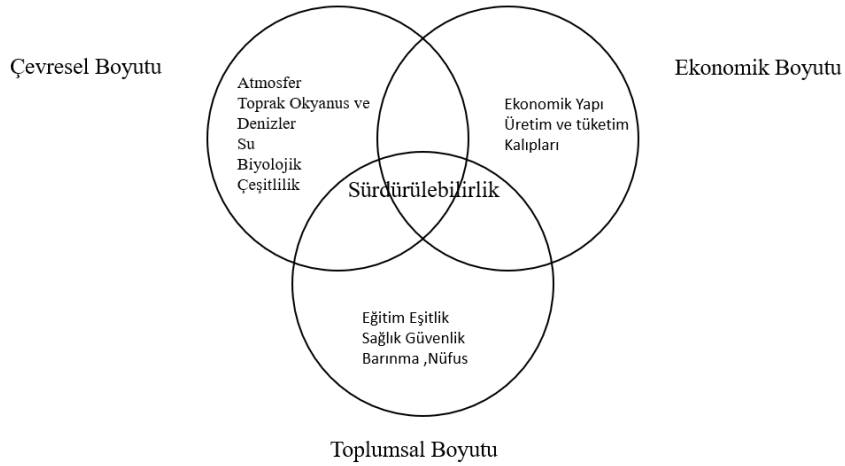 Çevresel Boyutu
Ekonomik Boyutu
Atmosfer
Toprak Okyanus ve
Denizler
Su
Biyolojik
Çeşitlilik
Ekonomik Yapı
Üretim ve tüketim
Kalıpları
Sürdürülebilirlik
Eğitim Eşitlik
Sağlık Güvenlik
Barınma ,Nüfus
Toplumsal Boyutu